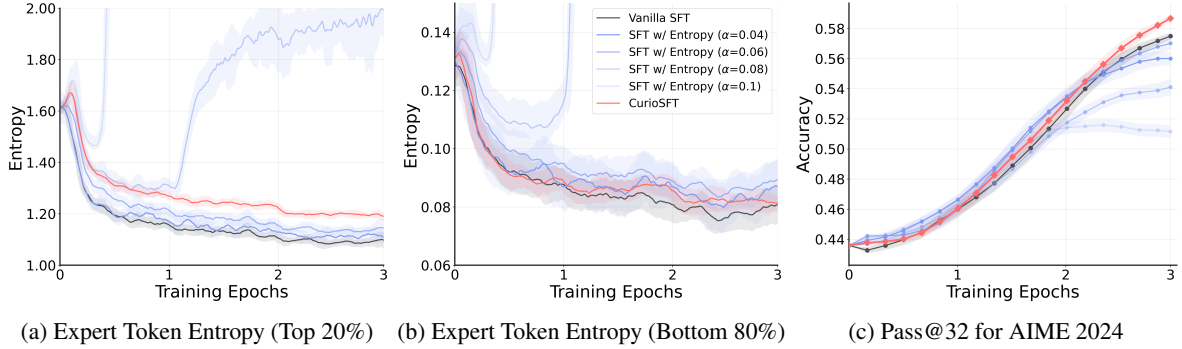 2.00
1.80
1.60
1.40
1.20
1.00
Entropy
0 1 2 3
Training Epochs
(a) Expert Token Entropy (Top 20%)
0.14
0.12
0.10
0.08
0.06
Entropy
Vanilla SFT
SFT w/ Entropy (α=0.04)
SFT w/ Entropy (α=0.06)
SFT w/ Entropy (α=0.08)
SFT w/ Entropy (α=0.1)
CurioSFT
0 1 2 3
Training Epochs
(b) Expert Token Entropy (Bottom 80%)
0.58
0.56
0.54
0.52
0.50
0.48
0.46
0.44
Accuracy
0 1 2 3
Training Epochs
(c) Pass@32 for AIME 2024